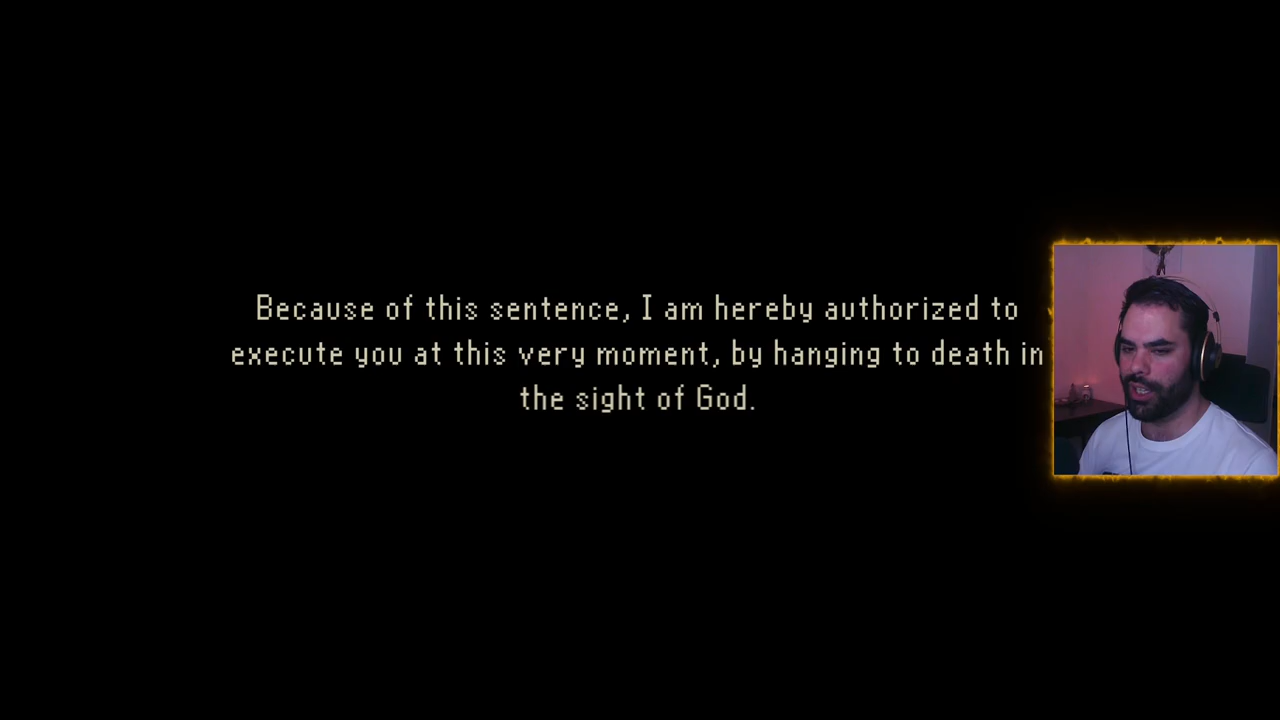 Because of this sentence, I am hereby authorized to
execute you at this very moment, by hanging to death in
the sight of God.